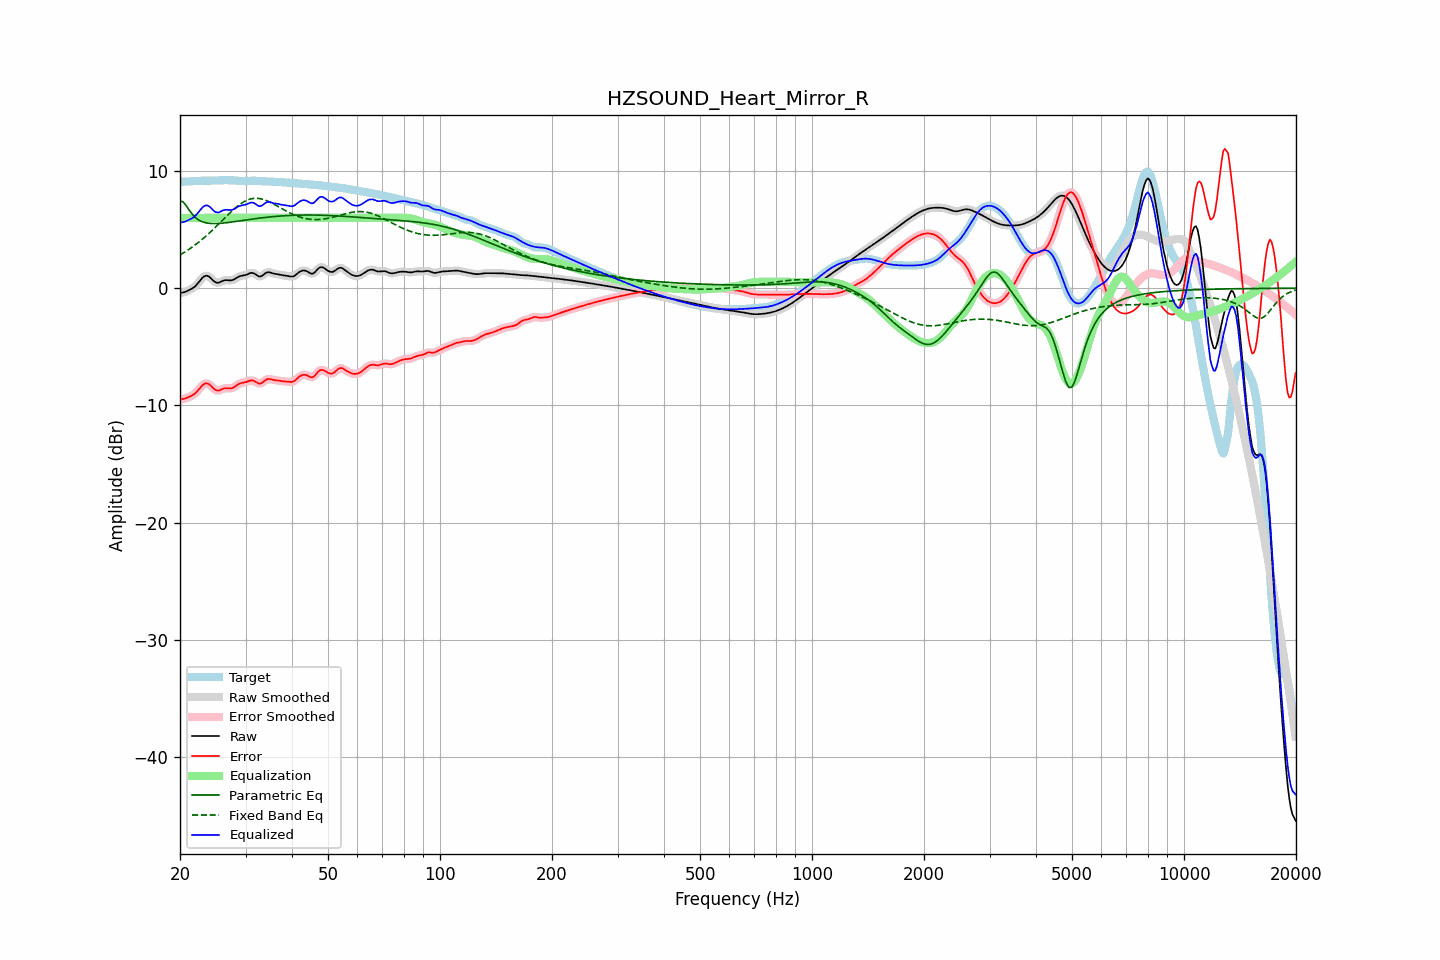 HZSOUND_Heart_Mirror_R
10
0
−10
−20
−30
−40
Amplitude (dBr)
Target
Raw Smoothed
Error Smoothed
Raw
Error
Equalization
Parametric Eq
Fixed Band Eq
Equalized
20 50 100 200 500 1000 2000 5000 10000 20000
Frequency (Hz)